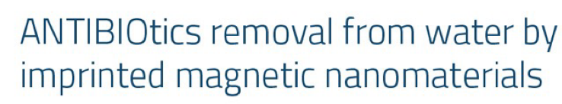 ANTIBIOtics removal from water by
imprinted magnetic nanomaterials